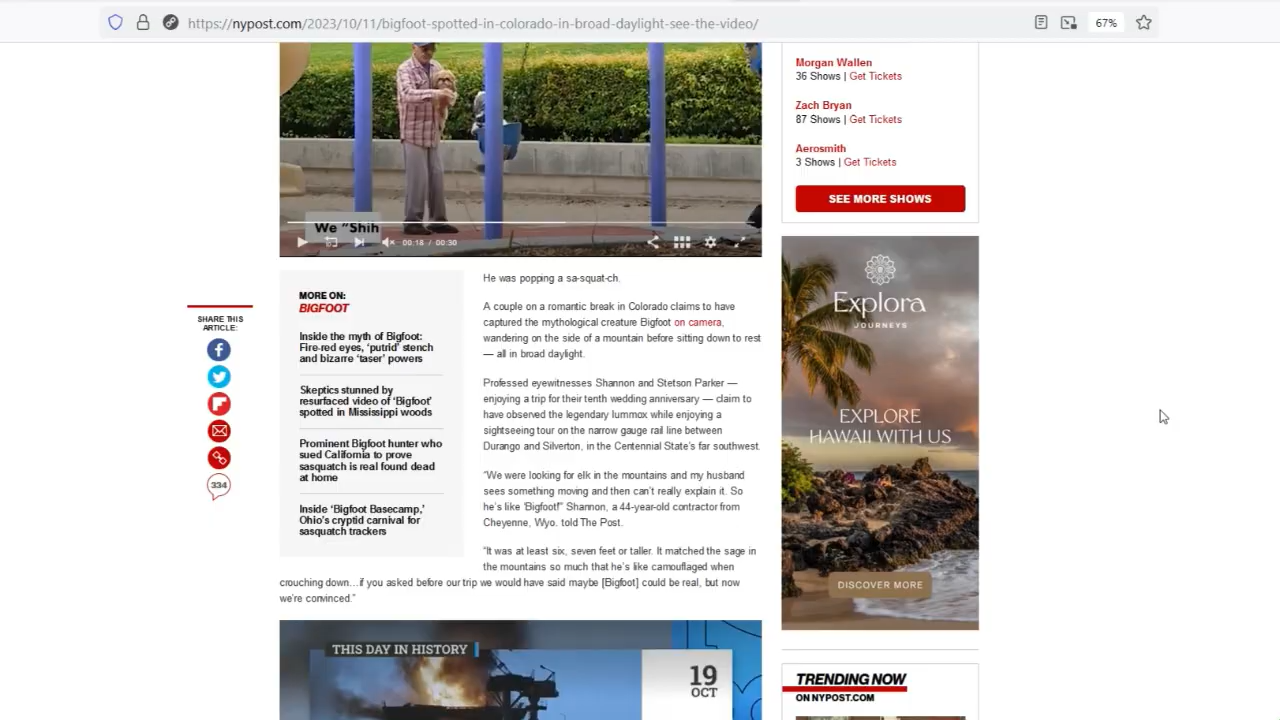 https://nypost.com/2023/10/11/bigfoot-spotted-in-colorado-in-broad-daylight-see-the-video/
67%
We "Shih
00:18 / 00:30
Morgan Wallen
36 Shows | Get Tickets
Zach Bryan
87 Shows | Get Tickets
Aerosmith
3 Shows | Get Tickets
SEE MORE SHOWS
SHARE THIS
ARTICLE:
334
MORE ON:
BIGFOOT
Inside the myth of Bigfoot:
Fire-red eyes, 'putrid' stench
and bizarre 'taser' powers
Skeptics stunned by
resurfaced video of 'Bigfoot'
spotted in Mississippi woods
Prominent Bigfoot hunter who
sued California to prove
sasquatch is real found dead
at home
Inside 'Bigfoot Basecamp,'
Ohio's cryptid carnival for
sasquatch trackers
He was popping a sa-squat-ch.
A couple on a romantic break in Colorado claims to have
captured the mythological creature Bigfoot on camera,
wandering on the side of a mountain before sitting down to rest
— all in broad daylight.
Professed eyewitnesses Shannon and Stetson Parker —
enjoying a trip for their tenth wedding anniversary — claim to
have observed the legendary lummox while enjoying a
sightseeing tour on the narrow gauge rail line between
Durango and Silverton, in the Centennial State's far southwest.
"We were looking for elk in the mountains and my husband
sees something moving and then can't really explain it. So
he's like 'Bigfoot!'" Shannon, a 44-year-old contractor from
Cheyenne, Wyo. told The Post.
"It was at least six, seven feet or taller. It matched the sage in
the mountains so much that he's like camouflaged when
crouching down…if you asked before our trip we would have said maybe [Bigfoot] could be real, but now
we're convinced."
THIS DAY IN HISTORY
19
OCT
Explora
JOURNEYS
EXPLORE
HAWAII WITH US
DISCOVER MORE
TRENDING NOW
ON NYPOST.COM